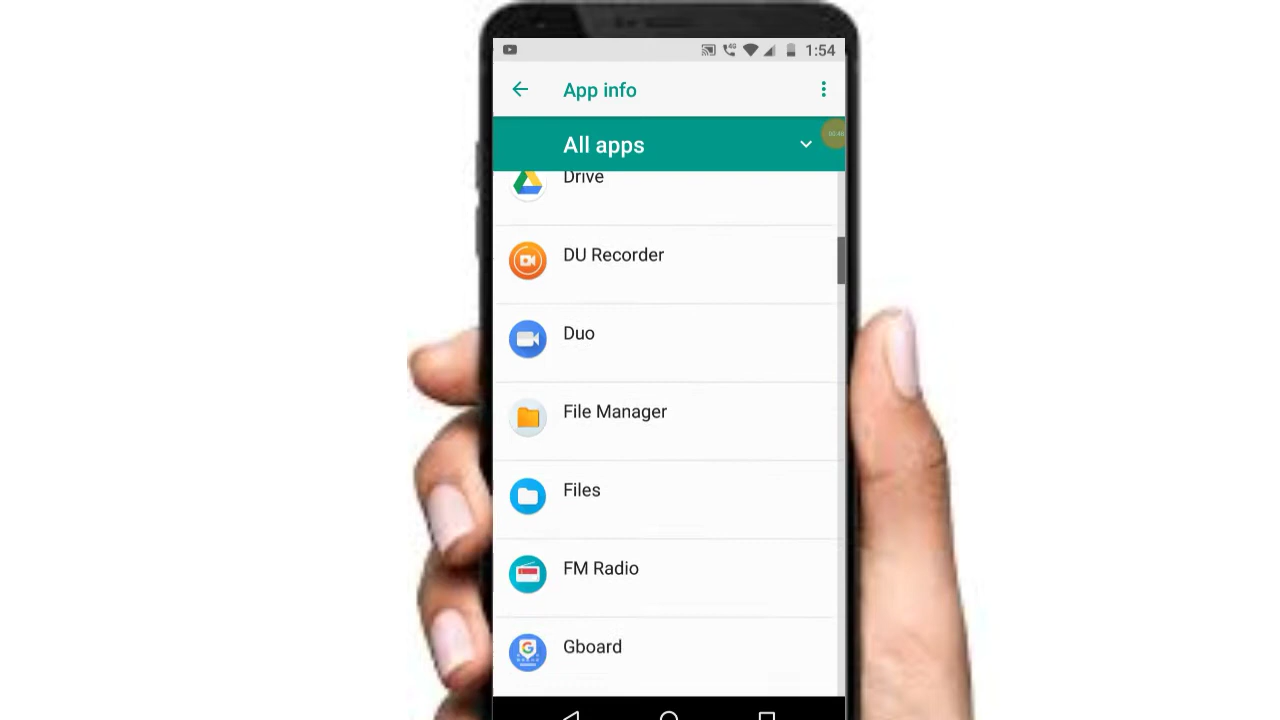 1:54
App info
All apps
Drive
DU Recorder
Duo
File Manager
Files
FM Radio
Gboard